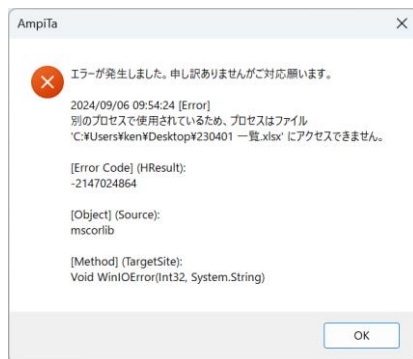 AmpiTa
エラーが発生しました。申し訳ありませんがご対応願います。
2024/09/06 09:54:24 [Error]
別のプロセスで使用されているため、プロセスはファイル
'C:¥Users¥ken¥Desktop¥230401 一覧.xlsx' にアクセスできません。
[Error Code] (HResult):
-2147024864
[Object] (Source):
mscorlib
[Method] (TargetSite):
Void WinIOError(Int32, System.String)
OK